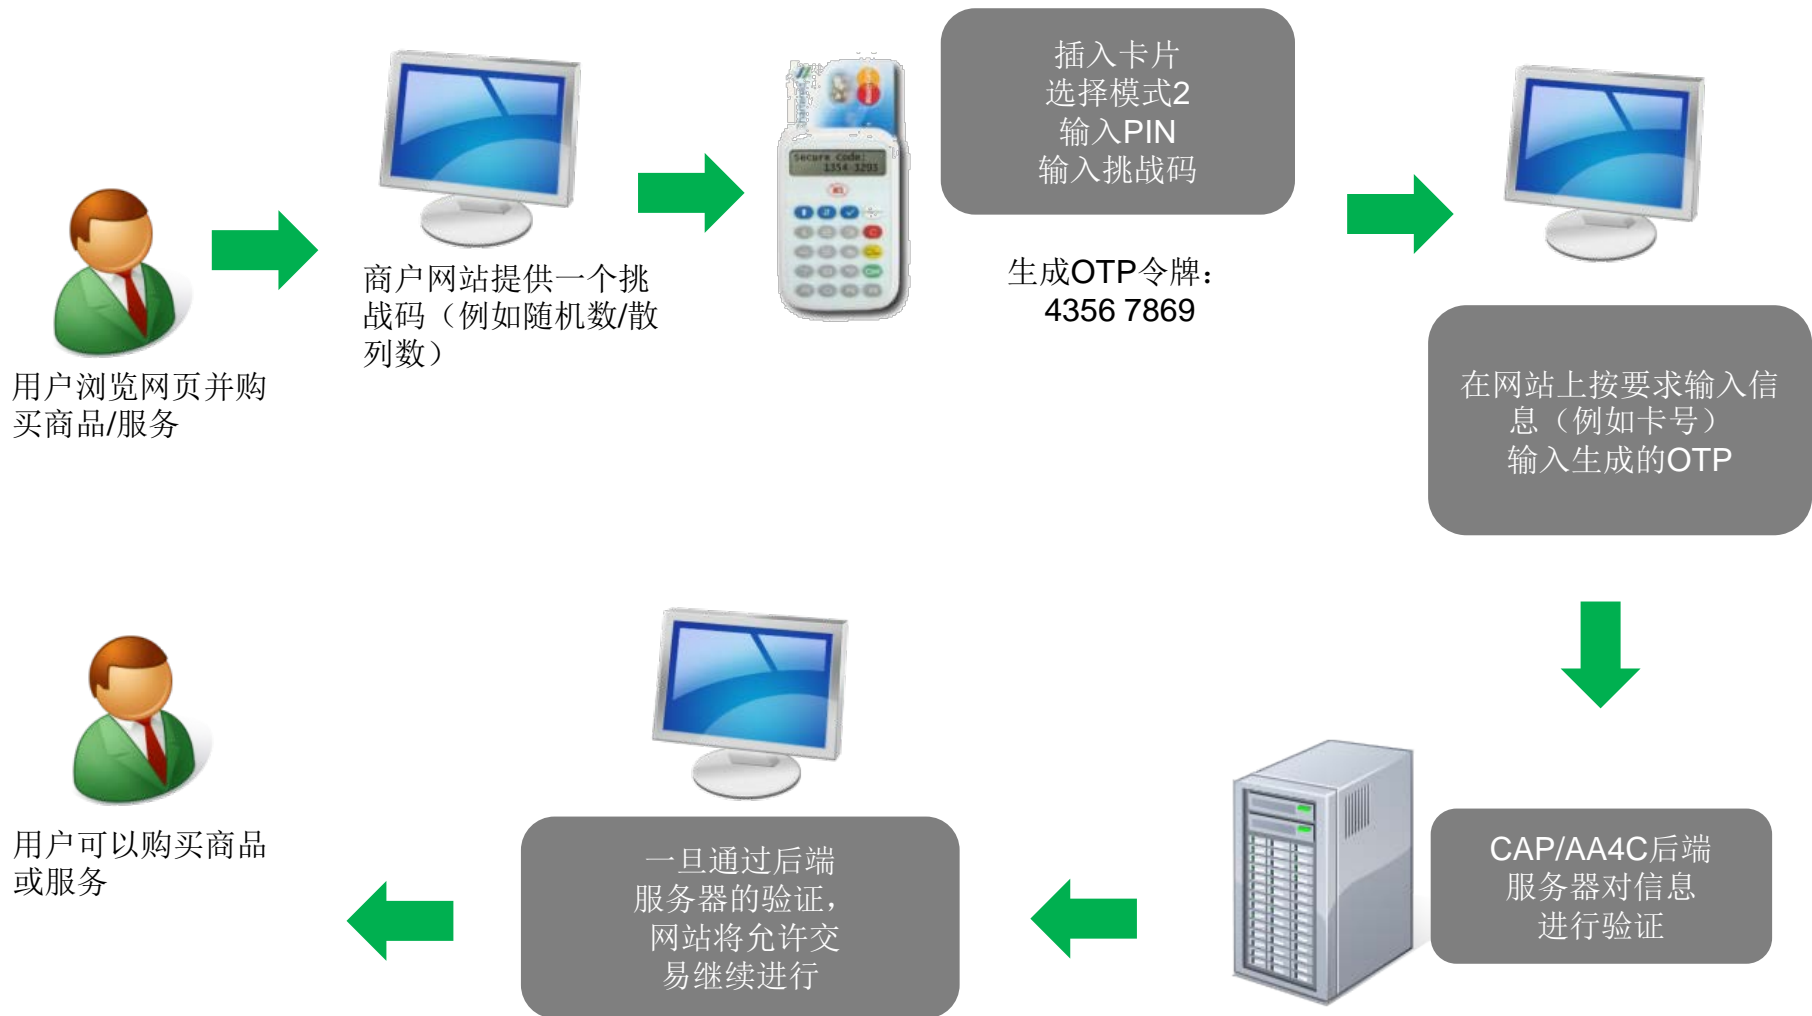 插入卡片
选择模式2
输入PIN
输入挑战码
secure code:
1354 3293
商户网站提供一个挑
战码（例如随机数/散
列数）
生成OTP令牌：
4356 7869
用户浏览网页并购
买商品/服务
在网站上按要求输入信
息（例如卡号）
输入生成的OTP
CAP/AA4C后端
服务器对信息
进行验证
一旦通过后端
服务器的验证，
网站将允许交
易继续进行
用户可以购买商品
或服务